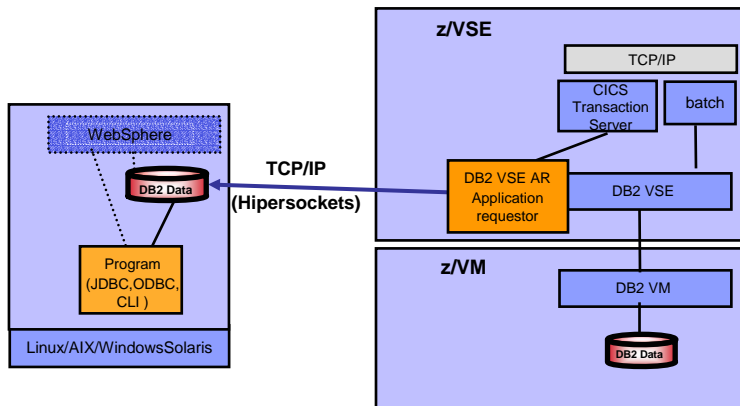 z/VSE
TCP/IP
CICS
Transaction
Server
batch
WebSphere
DB2 Data
TCP/IP
(Hipersockets)
DB2 VSE AR
Application
requestor
DB2 VSE
Program
(JDBC,ODBC,
CLI )
z/VM
DB2 VM
DB2 Data
Linux/AIX/WindowsSolaris